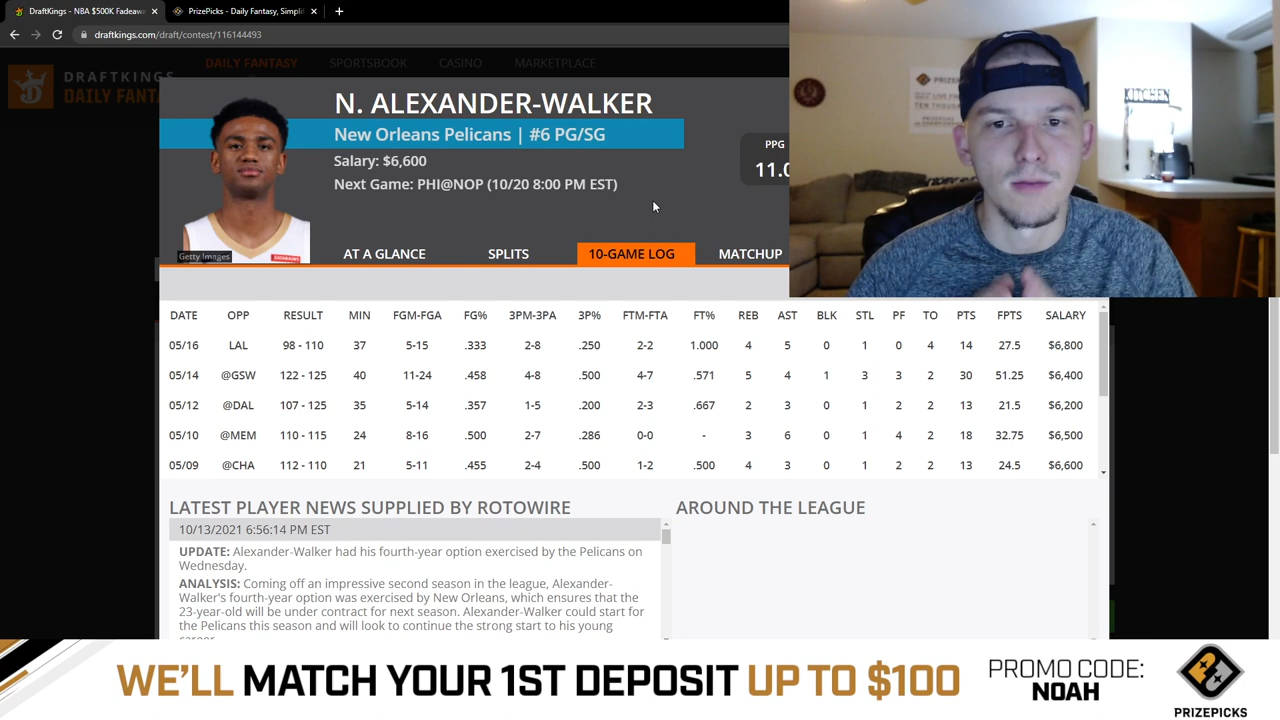 DraftKings - NBA $500K Fadeaw
PrizePicks - Daily Fantasy, Simpli
draftkings.com/draft/contest/116144493
DRAFTKINGS
DAILY FANTA
DAILY FANTASY SPORTSBOOK CASINO MARKETPLACE
N. ALEXANDER-WALKER
New Orleans Pelicans | #6 PG/SG
Salary: $6,600
Next Game: PHI@NOP (10/20 8:00 PM EST)
PPG
11.0
Getty Images
AT A GLANCE SPLITS 10-GAME LOG MATCHUP
DATE OPP RESULT MIN FGM-FGA FG% 3PM-3PA 3P% FTM-FTA FT% REB AST BLK STL PF TO PTS FPTS SALARY
05/16 LAL 98 - 110 37 5-15 .333 2-8 .250 2-2 1.000 4 5 0 1 0 4 14 27.5 $6,800
05/14 @GSW 122 - 125 40 11-24 .458 4-8 .500 4-7 .571 5 4 1 3 3 2 30 51.25 $6,400
05/12 @DAL 107 - 125 35 5-14 .357 1-5 .200 2-3 .667 2 3 0 1 2 2 13 21.5 $6,200
05/10 @MEM 110 - 115 24 8-16 .500 2-7 .286 0-0 - 3 6 0 1 4 2 18 32.75 $6,500
05/09 @CHA 112 - 110 21 5-11 .455 2-4 .500 1-2 .500 4 3 0 1 2 2 13 24.5 $6,600
LATEST PLAYER NEWS SUPPLIED BY ROTOWIRE
10/13/2021 6:56:14 PM EST
UPDATE: Alexander-Walker had his fourth-year option exercised by the Pelicans on
Wednesday.
ANALYSIS: Coming off an impressive second season in the league, Alexander-
Walker's fourth-year option was exercised by New Orleans, which ensures that the
23-year-old will be under contract for next season. Alexander-Walker could start for
the Pelicans this season and will look to continue the strong start to his young
career.
AROUND THE LEAGUE
KITCHEN
WE'LL MATCH YOUR 1ST DEPOSIT UP TO $100
PROMO CODE:
NOAH
PRIZEPICKS